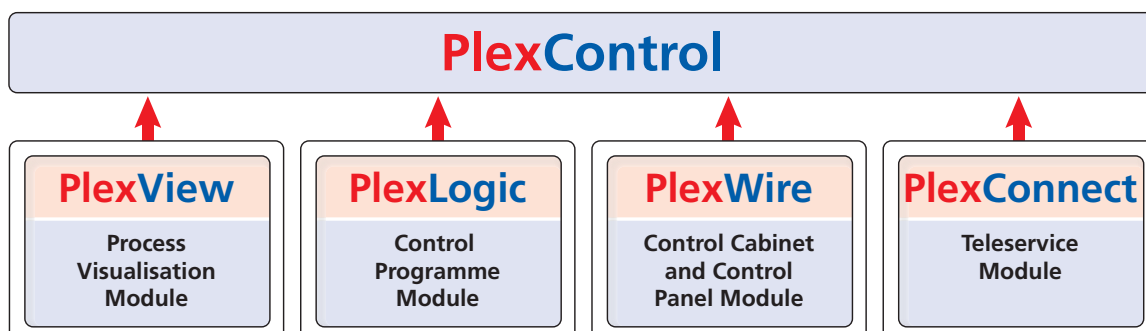 PlexControl
PlexView
Process
Visualisation
Module
PlexLogic
Control
Programme
Module
PlexWire
Control Cabinet
and Control
Panel Module
PlexConnect
Teleservice
Module